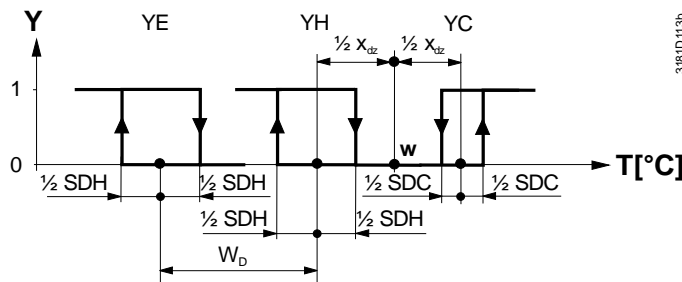 Y
YE
YH
YC
½ x_dz
½ x_dz
1
0
w
T[°C]
½ SDH
½ SDH
½ SDC
½ SDC
½ SDH
½ SDH
W_D
3181D113b